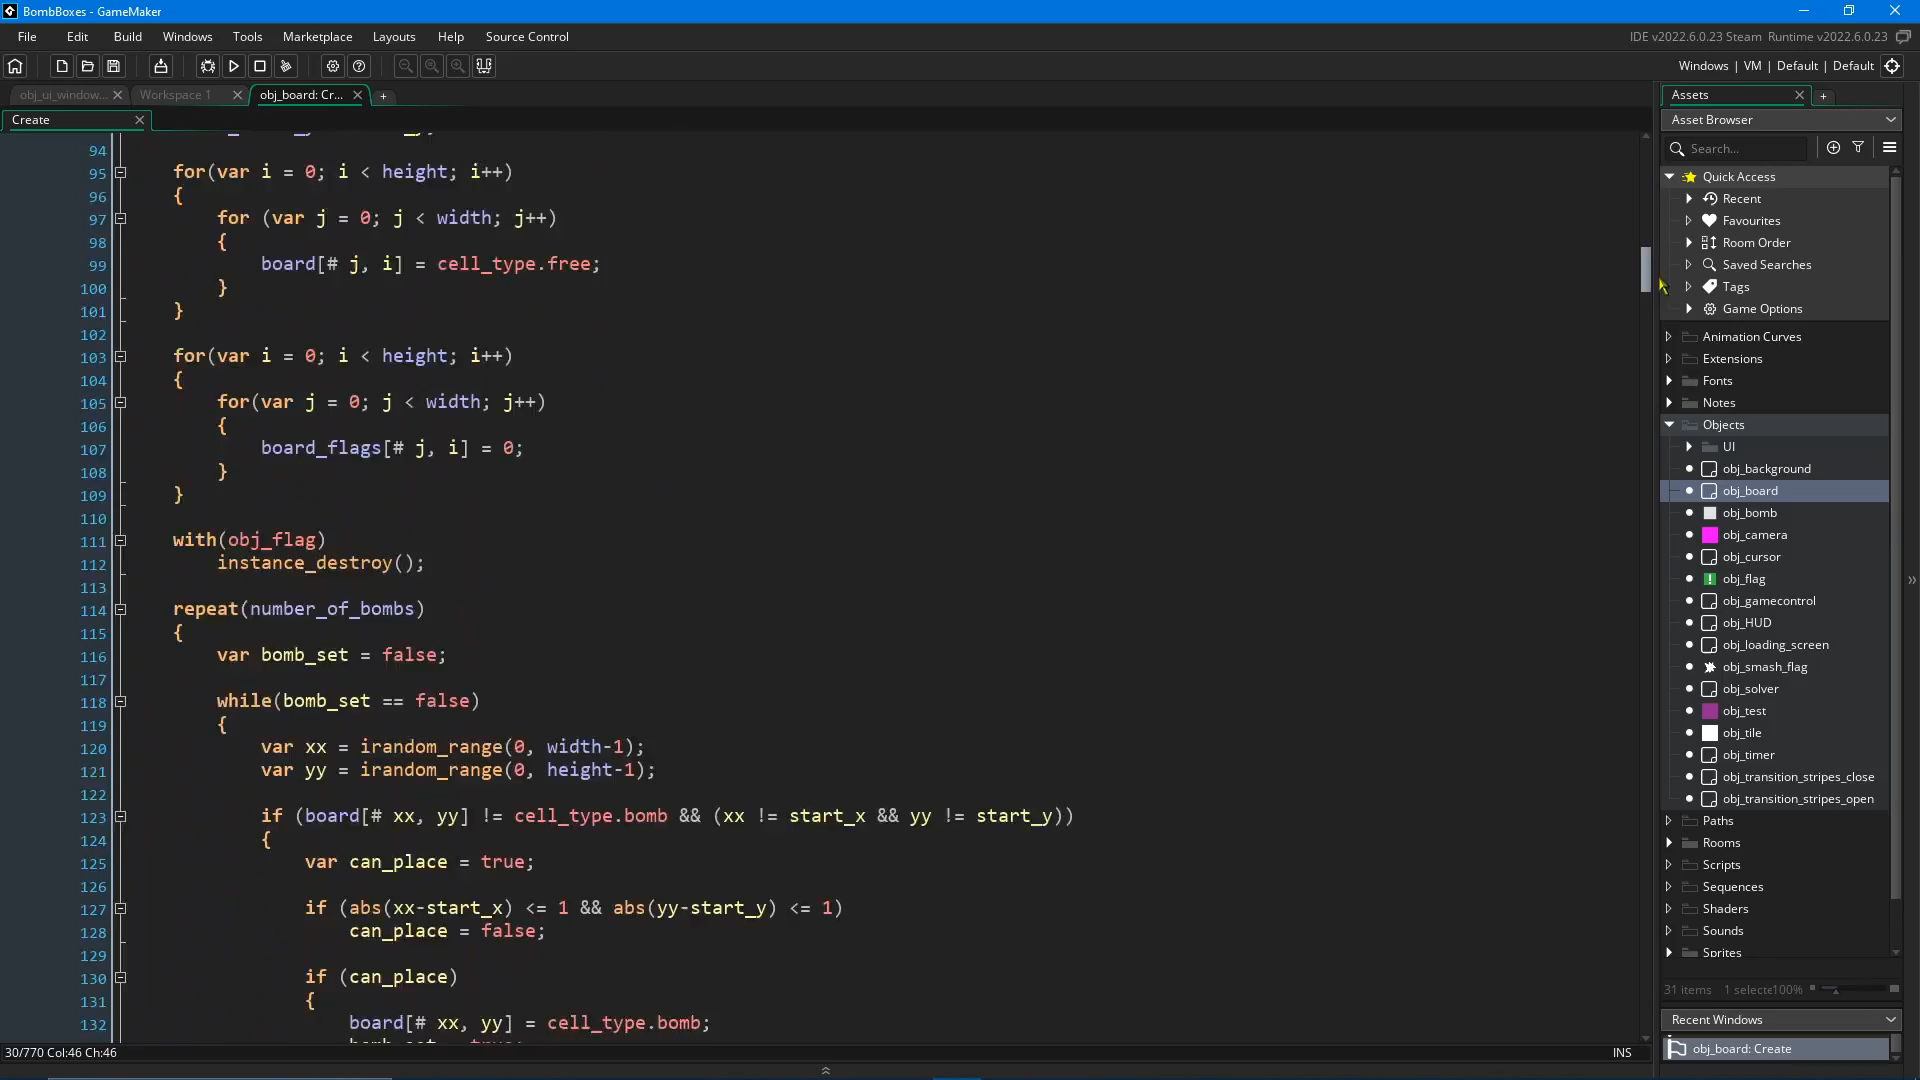 BombBoxes - GameMaker
File Edit Build Windows Tools Marketplace Layouts Help Source Control
IDE v2022.6.0.23 Steam Runtime v2022.6.0.23
Windows | VM | Default | Default
obj_ui_window... Workspace 1 obj_board: Cr... +
Create
94
95 for(var i = 0; i < height; i++)
96 {
97 for (var j = 0; j < width; j++)
98 {
99 board[# j, i] = cell_type.free;
100 }
101 }
102
103 for(var i = 0; i < height; i++)
104 {
105 for(var j = 0; j < width; j++)
106 {
107 board_flags[# j, i] = 0;
108 }
109 }
110
111 with(obj_flag)
112 instance_destroy();
113
114 repeat(number_of_bombs)
115 {
116 var bomb_set = false;
117
118 while(bomb_set == false)
119 {
120 var xx = irandom_range(0, width-1);
121 var yy = irandom_range(0, height-1);
122
123 if (board[# xx, yy] != cell_type.bomb && (xx != start_x && yy != start_y))
124 {
125 var can_place = true;
126
127 if (abs(xx-start_x) <= 1 && abs(yy-start_y) <= 1)
128 can_place = false;
129
130 if (can_place)
131 {
132 board[# xx, yy] = cell_type.bomb;
30/770 Col:46 Ch:46
INS
Assets
Asset Browser
Search...
Quick Access
Recent
Favourites
Room Order
Saved Searches
Tags
Game Options
Animation Curves
Extensions
Fonts
Notes
Objects
UI
obj_background
obj_board
obj_bomb
obj_camera
obj_cursor
obj_flag
obj_gamecontrol
obj_HUD
obj_loading_screen
obj_smash_flag
obj_solver
obj_test
obj_tile
obj_timer
obj_transition_stripes_close
obj_transition_stripes_open
Paths
Rooms
Scripts
Sequences
Shaders
Sounds
Sprites
31 items 1 selecte100%
Recent Windows
obj_board: Create